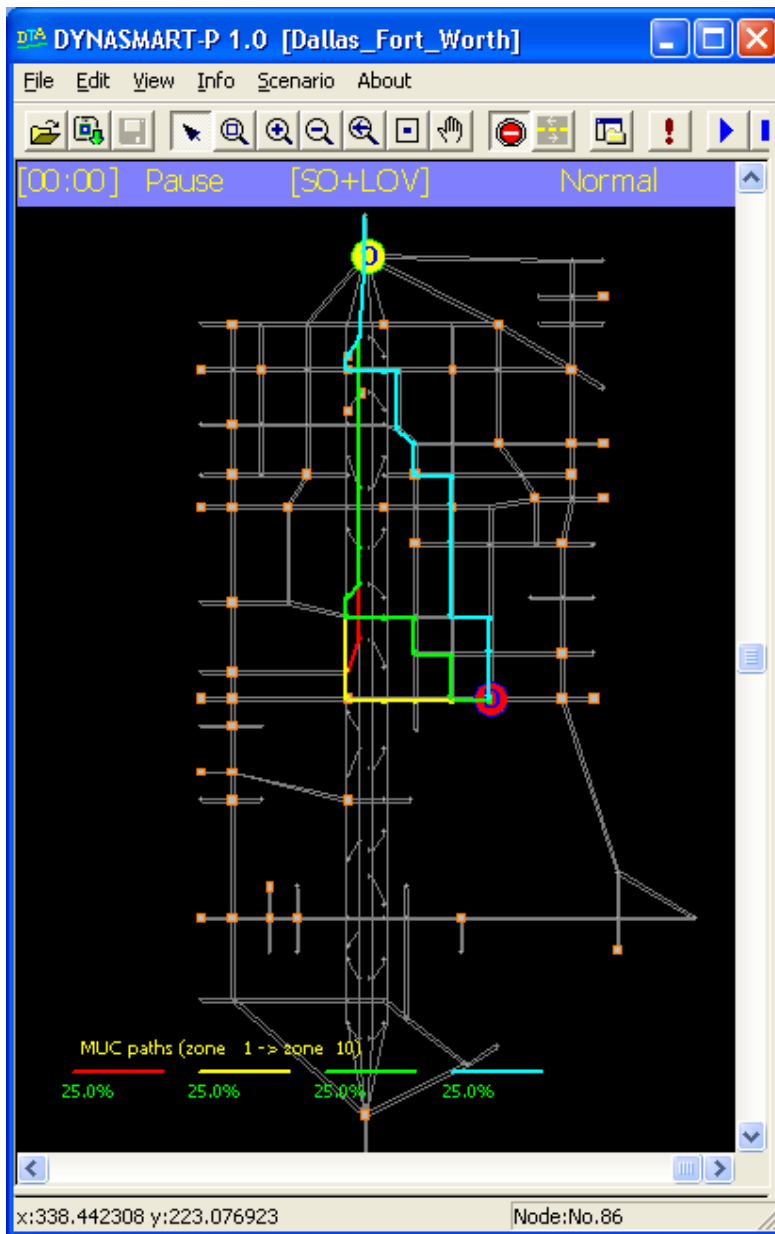 DTA DYNASMART-P 1.0 [Dallas_Fort_Worth]
File Edit View Info Scenario About
[00:00] Pause [SO+LOV] Normal
O
D
MUC paths (zone 1 -> zone 10)
25.0% 25.0% 25.0% 25.0%
x:338.442308 y:223.076923 Node:No.86